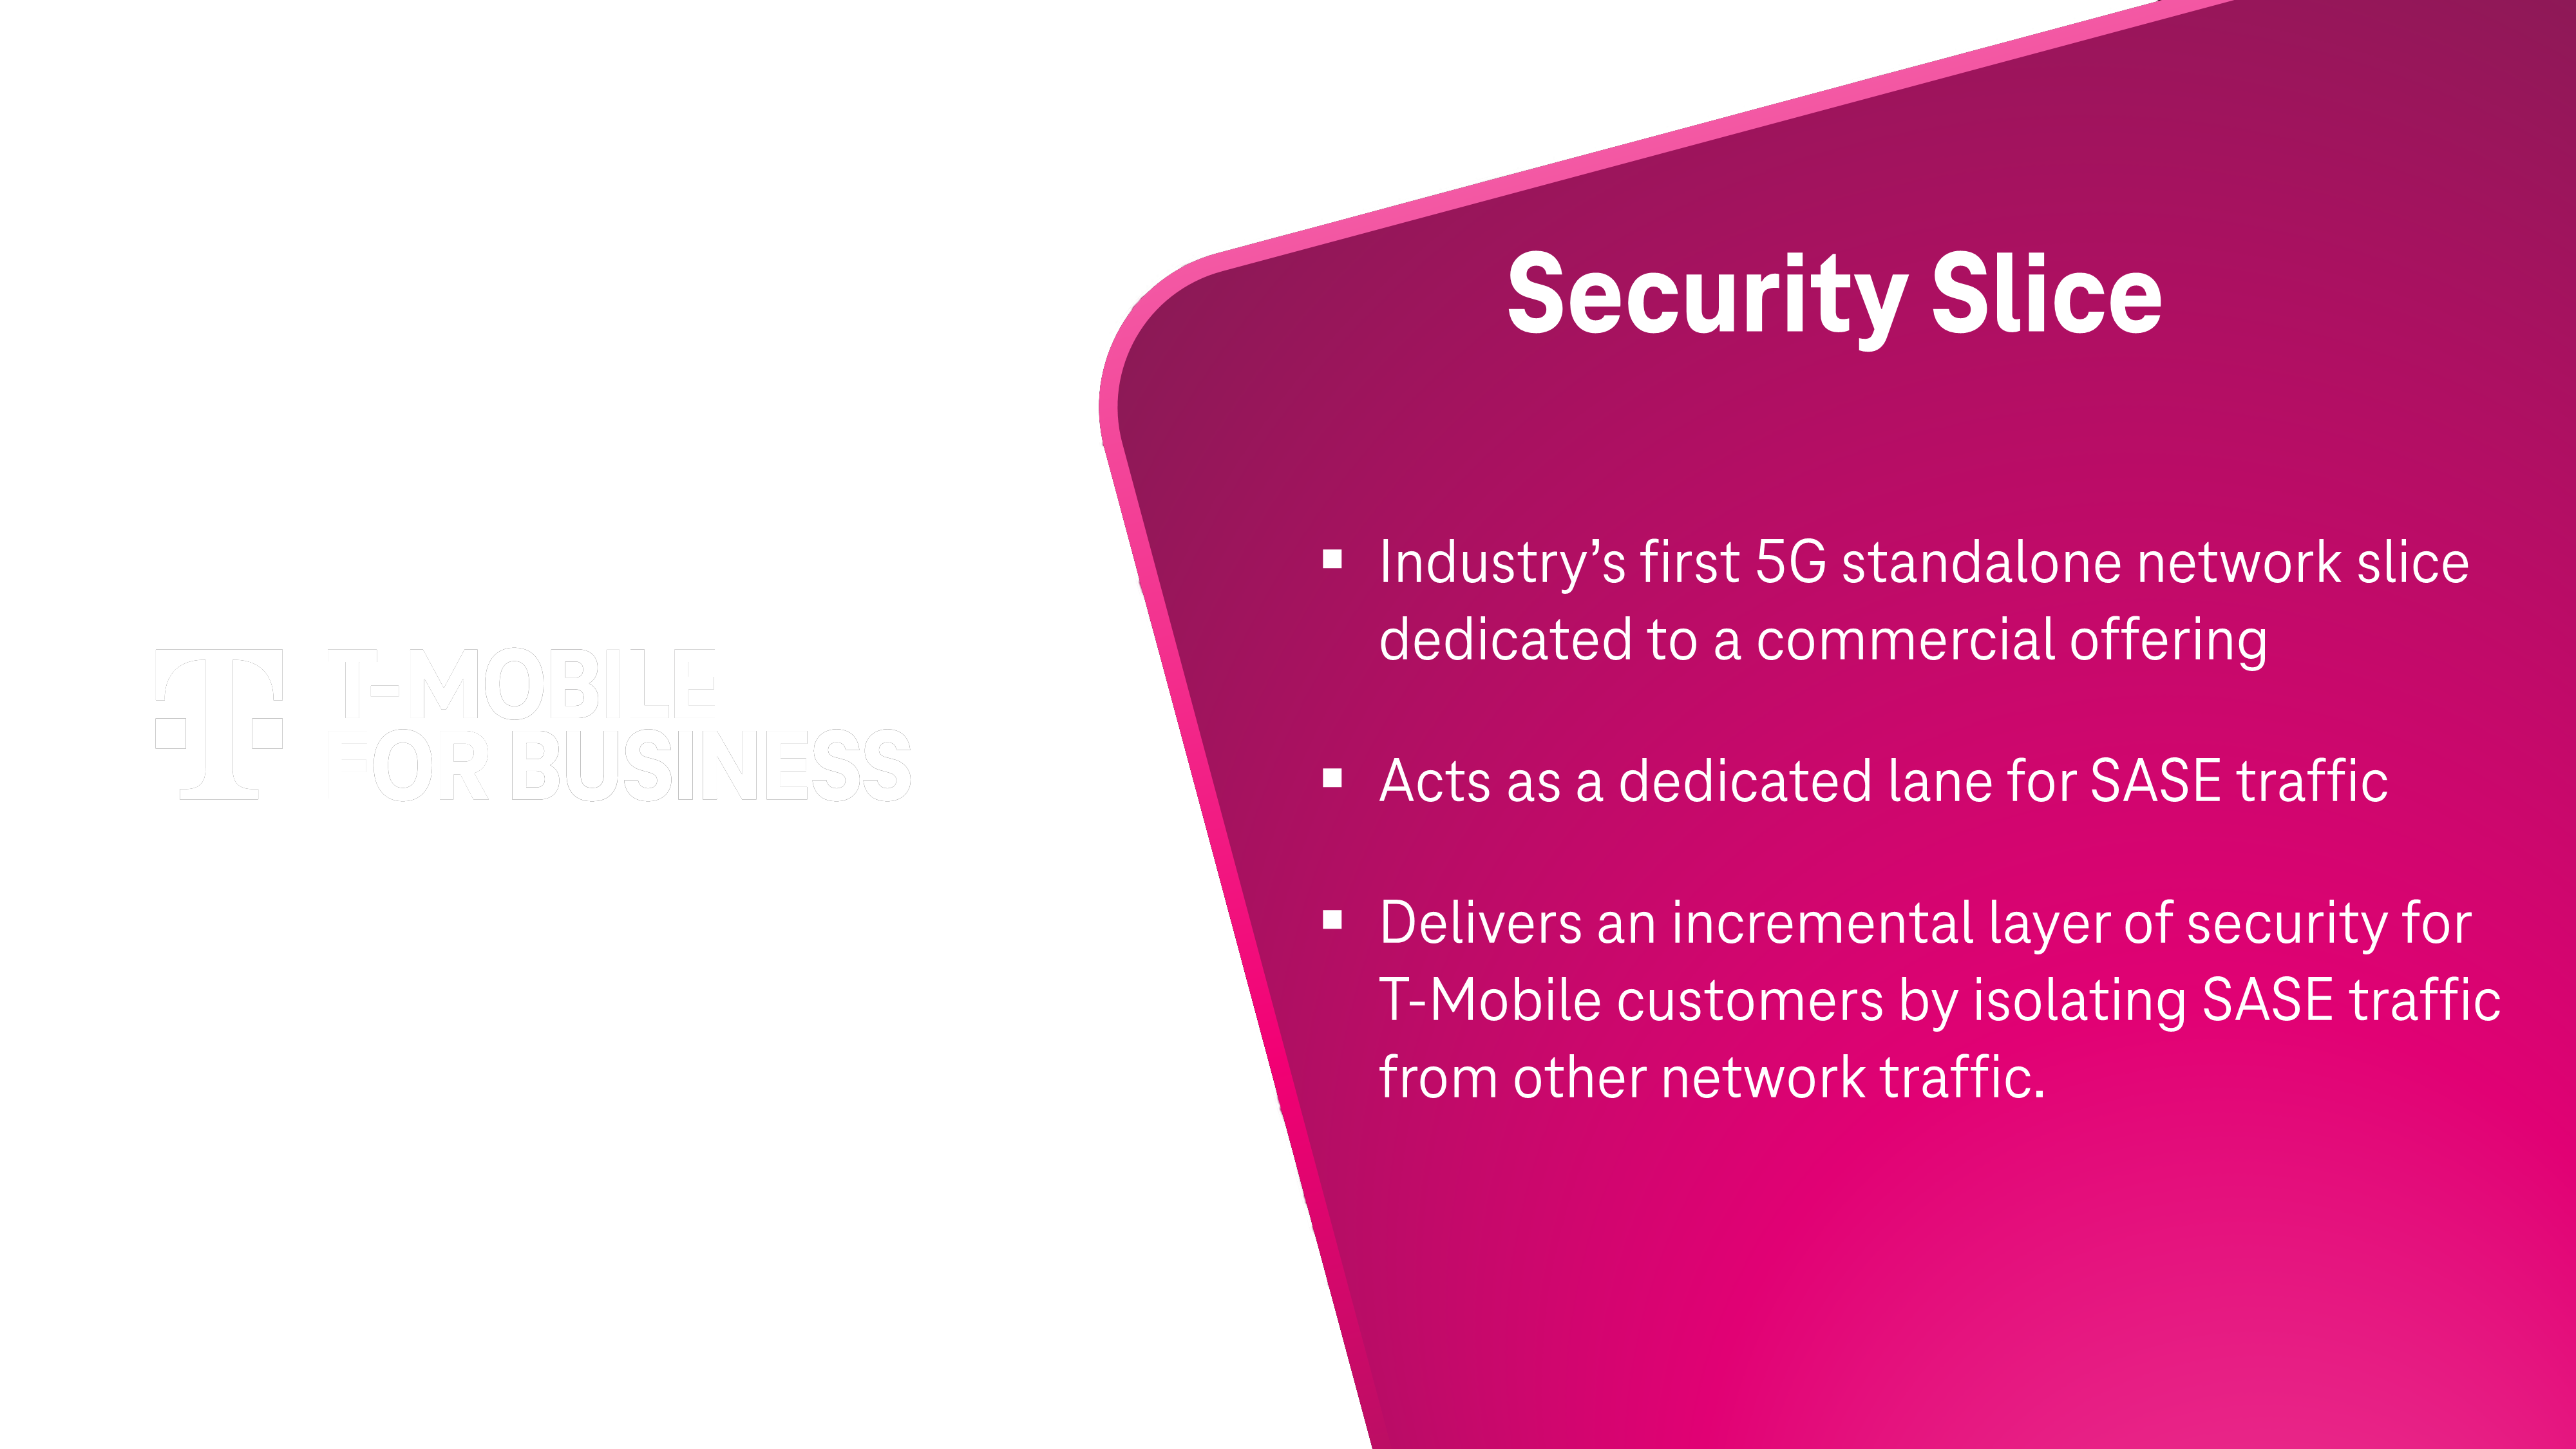 T-MOBILE
FOR BUSINESS
Security Slice
▪ Industry’s first 5G standalone network slice
dedicated to a commercial offering
▪ Acts as a dedicated lane for SASE traffic
▪ Delivers an incremental layer of security for
T-Mobile customers by isolating SASE traffic
from other network traffic.